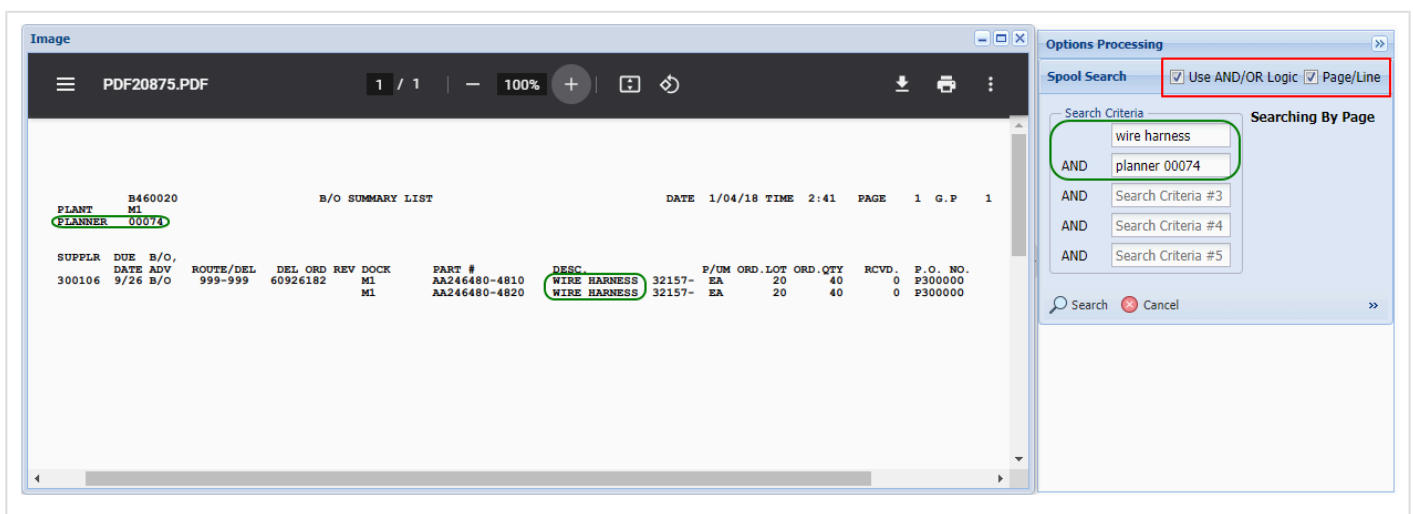 Image
PDF20875.PDF 1 / 1 100%
B460020 B/O SUMMARY LIST DATE 1/04/18 TIME 2:41 PAGE 1 G.P 1
PLANT M1
PLANNER 00074
SUPPLR DUE B/O,
DATE ADV ROUTE/DEL DEL ORD REV DOCK PART # DESC. P/UM ORD.LOT ORD.QTY RCVD. P.O. NO.
300106 9/26 B/O 999-999 60926182 M1 AA246480-4810 WIRE HARNESS 32157- EA 20 40 0 P300000
M1 AA246480-4820 WIRE HARNESS 32157- EA 20 40 0 P300000
Options Processing
Spool Search Use AND/OR Logic Page/Line
Search Criteria Searching By Page
wire harness
AND planner 00074
AND Search Criteria #3
AND Search Criteria #4
AND Search Criteria #5
Search Cancel »